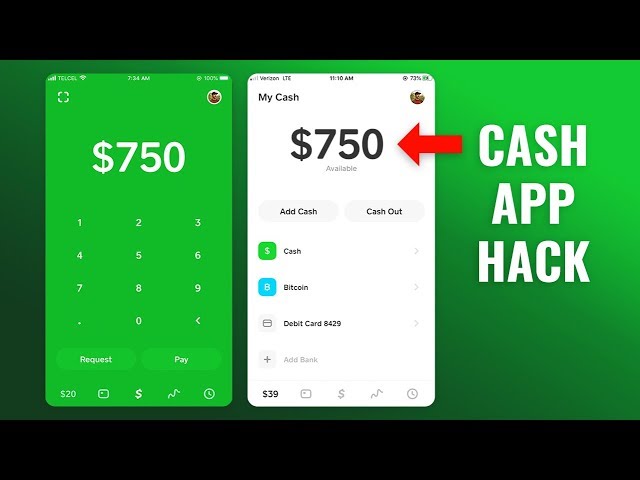 TELCEL
7:34 AM
100%
$750
1 2 3
4 5 6
7 8 9
. 0 <
Request Pay
$20 $
Verizon LTE
11:10 AM
73%
My Cash
$750
Available
Add Cash Cash Out
$ Cash
B Bitcoin
Debit Card 8429
+ Add Bank
$39 $
CASH
APP
HACK